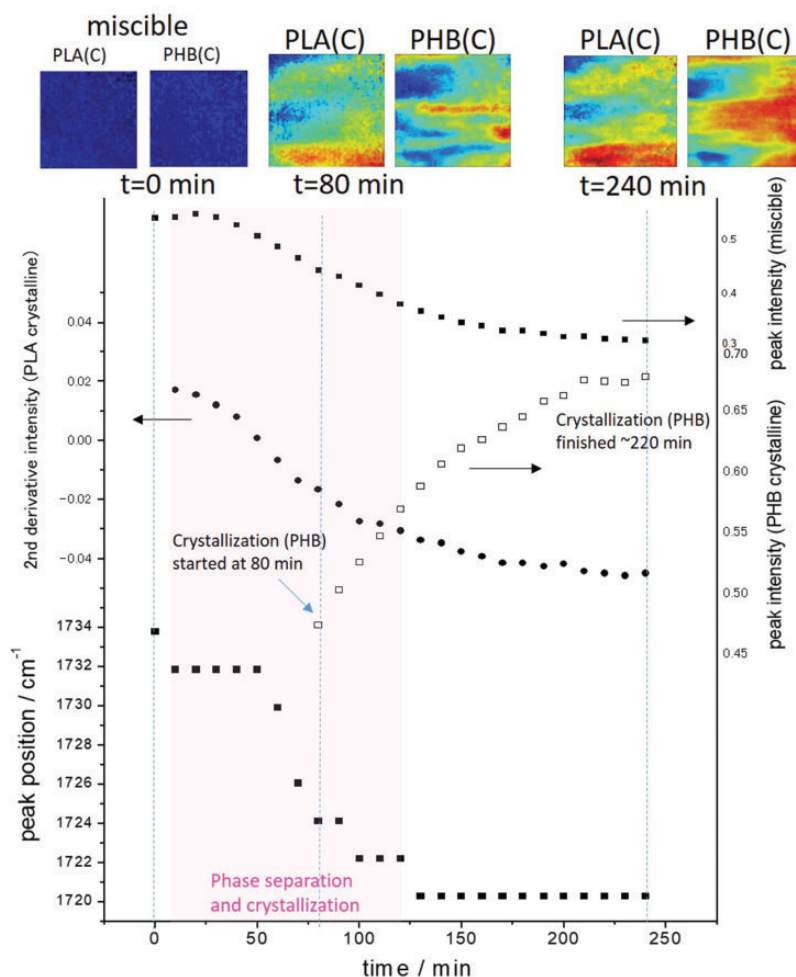 miscible
PLA(C) PHB(C)
PLA(C) PHB(C)
PLA(C) PHB(C)
t=0 min
t=80 min
t=240 min
2nd derivative intensity (PLA crystalline)
0.04
0.02
0.00
−0.02
−0.04
peak position / cm-1
1734
1732
1730
1728
1726
1724
1722
1720
peak intensity (miscible)
0.5
0.4
0.3
peak intensity (PHB crystalline)
0.70
0.65
0.60
0.55
0.50
0.45
Crystallization (PHB)
finished ~220 min
Crystallization (PHB)
started at 80 min
Phase separation
and crystallization
0 50 100 150 200 250
time / min